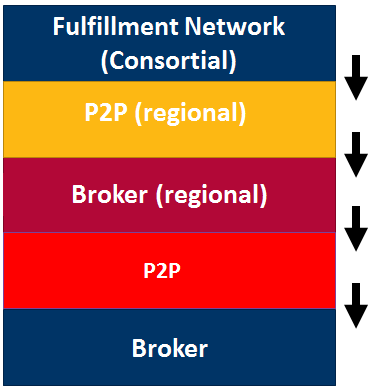 Fulfillment Network
(Consortial)
P2P (regional)
Broker (regional)
P2P
Broker